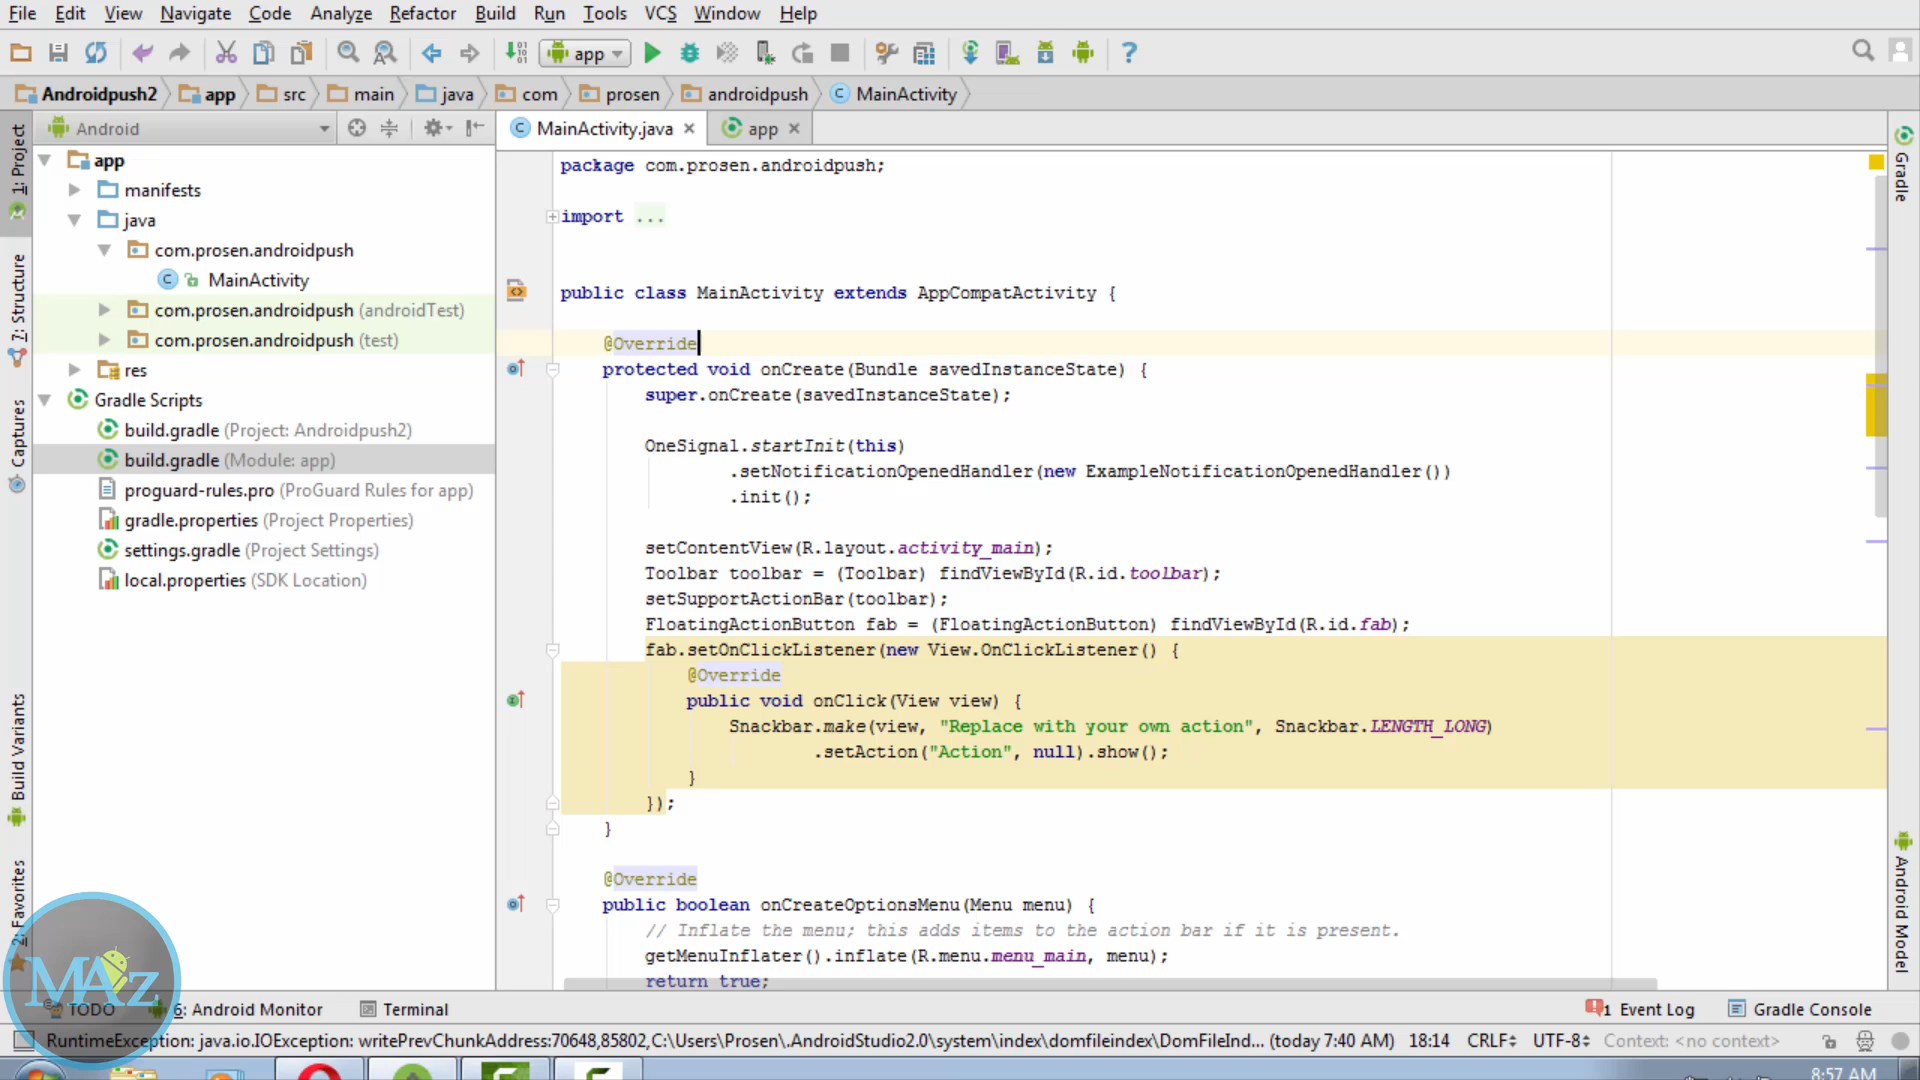 File Edit View Navigate Code Analyze Refactor Build Run Tools VCS Window Help
app
Androidpush2 app src main java com prosen androidpush MainActivity
Android
MainActivity.java
app
1: Project
7: Structure
Captures
Build Variants
2: Favorites
app
manifests
java
com.prosen.androidpush
MainActivity
com.prosen.androidpush (androidTest)
com.prosen.androidpush (test)
res
Gradle Scripts
build.gradle (Project: Androidpush2)
build.gradle (Module: app)
proguard-rules.pro (ProGuard Rules for app)
gradle.properties (Project Properties)
settings.gradle (Project Settings)
local.properties (SDK Location)
package com.prosen.androidpush;
import ...
public class MainActivity extends AppCompatActivity {
@Override
protected void onCreate(Bundle savedInstanceState) {
super.onCreate(savedInstanceState);
OneSignal.startInit(this)
.setNotificationOpenedHandler(new ExampleNotificationOpenedHandler())
.init();
setContentView(R.layout.activity_main);
Toolbar toolbar = (Toolbar) findViewById(R.id.toolbar);
setSupportActionBar(toolbar);
FloatingActionButton fab = (FloatingActionButton) findViewById(R.id.fab);
fab.setOnClickListener(new View.OnClickListener() {
@Override
public void onClick(View view) {
Snackbar.make(view, "Replace with your own action", Snackbar.LENGTH_LONG)
.setAction("Action", null).show();
}
});
}
@Override
public boolean onCreateOptionsMenu(Menu menu) {
// Inflate the menu; this adds items to the action bar if it is present.
getMenuInflater().inflate(R.menu.menu_main, menu);
return true;
Gradle
Android Model
MAz
TODO
6: Android Monitor
Terminal
1 Event Log
Gradle Console
RuntimeException: java.io.IOException: writePrevChunkAddress:70648,85802,C:\Users\Prosen\.AndroidStudio2.0\system\index\domfileindex\DomFileInd... (today 7:40 AM)
18:14 CRLF UTF-8 Context: <no context>
8:57 AM